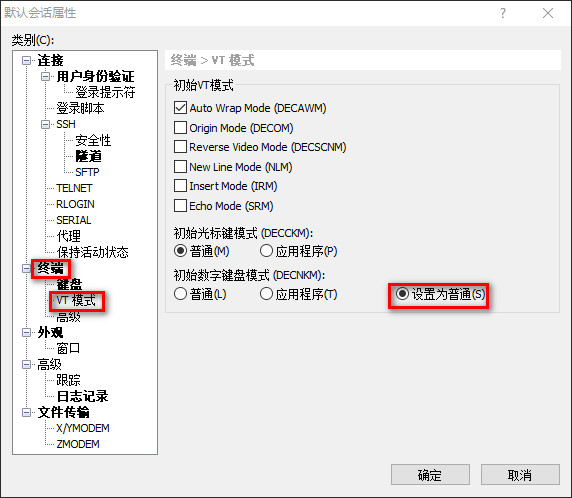 默认会话属性
类别(C):
连接
用户身份验证
登录提示符
登录脚本
SSH
安全性
隧道
SFTP
TELNET
RLOGIN
SERIAL
代理
保持活动状态
终端
键盘
VT 模式
高级
外观
窗口
高级
跟踪
日志记录
文件传输
X/YMODEM
ZMODEM
终端 > VT 模式
初始VT模式
Auto Wrap Mode (DECAWM)
Origin Mode (DECOM)
Reverse Video Mode (DECSCNM)
New Line Mode (NLM)
Insert Mode (IRM)
Echo Mode (SRM)
初始光标键模式 (DECCKM):
普通(M) 应用程序(P)
初始数字键盘模式 (DECNKM):
普通(L) 应用程序(T) 设置为普通(S)
确定 取消